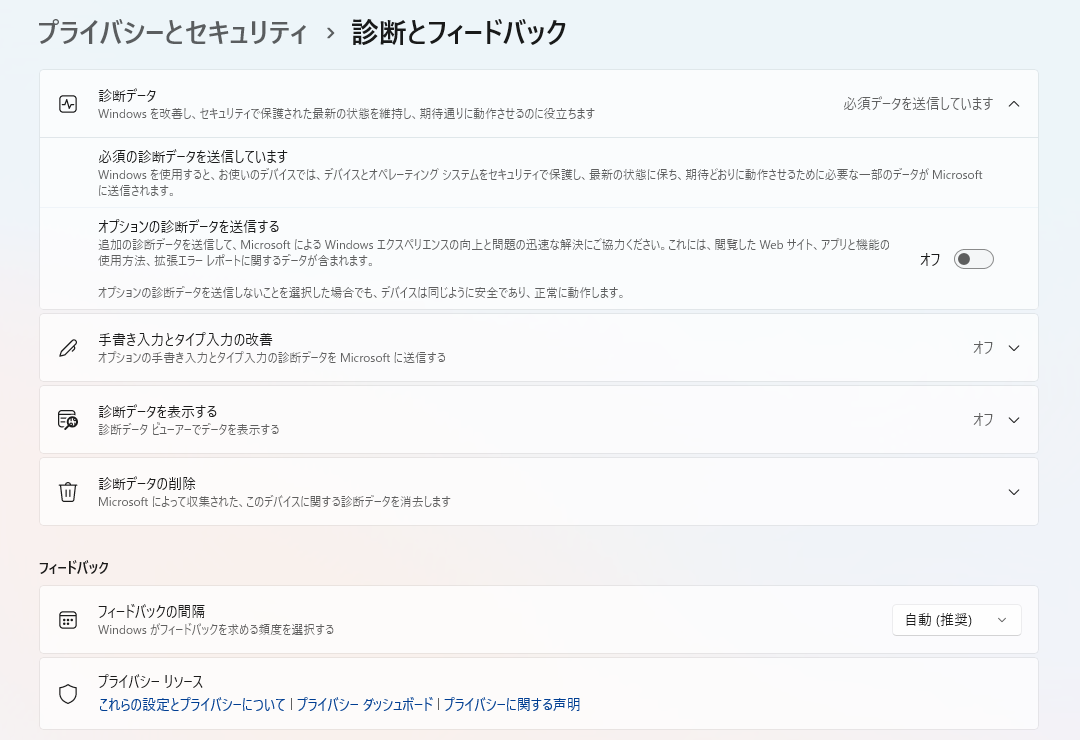 プライバシーとセキュリティ › 診断とフィードバック
診断データ
Windows を改善し、セキュリティで保護された最新の状態を維持し、期待通りに動作させるのに役立ちます
必須データを送信しています
必須の診断データを送信しています
Windows を使用すると、お使いのデバイスでは、デバイスとオペレーティング システムをセキュリティで保護し、最新の状態に保ち、期待どおりに動作させるために必要な一部のデータが Microsoft
に送信されます。
オプションの診断データを送信する
追加の診断データを送信して、Microsoft による Windows エクスペリエンスの向上と問題の迅速な解決にご協力ください。これには、閲覧した Web サイト、アプリと機能の
使用方法、拡張エラー レポートに関するデータが含まれます。
オフ
オプションの診断データを送信しないことを選択した場合でも、デバイスは同じように安全であり、正常に動作します。
手書き入力とタイプ入力の改善
オプションの手書き入力とタイプ入力の診断データを Microsoft に送信する
オフ
診断データを表示する
診断データ ビューアーでデータを表示する
オフ
診断データの削除
Microsoft によって収集された、このデバイスに関する診断データを消去します
フィードバック
フィードバックの間隔
Windows がフィードバックを求める頻度を選択する
自動 (推奨)
プライバシー リソース
これらの設定とプライバシーについて | プライバシー ダッシュボード | プライバシーに関する声明